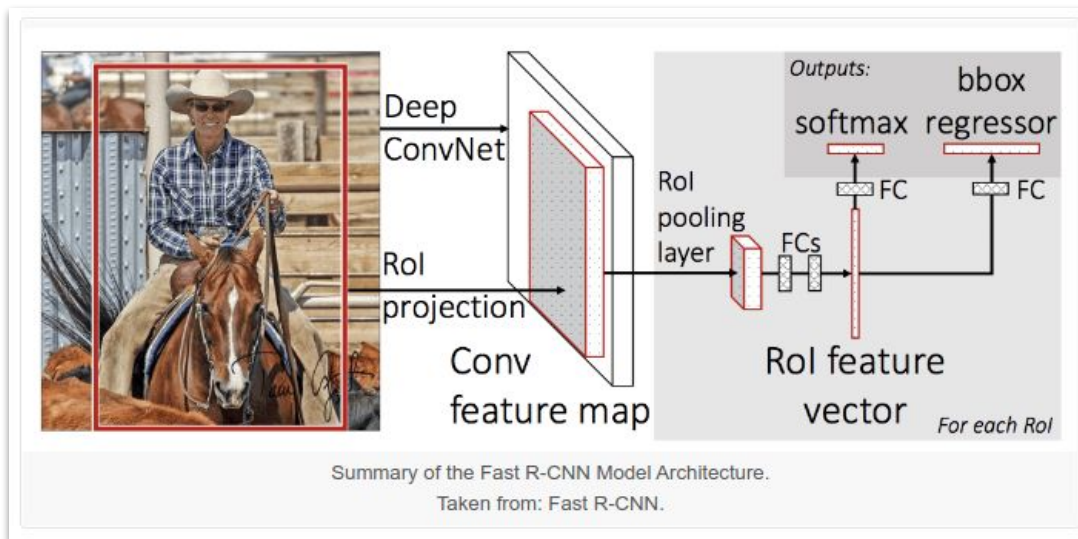 Deep
ConvNet
RoI
projection
Conv
feature map
RoI
pooling
layer
FCs
RoI feature
vector
For each RoI
Outputs:
softmax
bbox
regressor
FC
FC
Summary of the Fast R-CNN Model Architecture.
Taken from: Fast R-CNN.